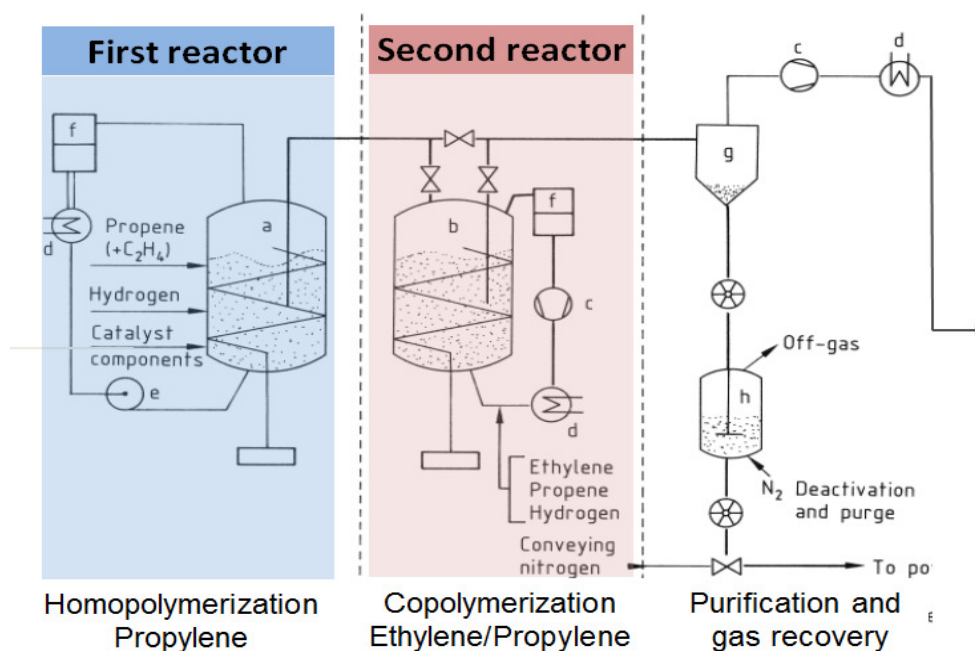 First reactor
Second reactor
c
d
f
g
a
b
f
d
Propene
(+C₂H₄)
Hydrogen
Catalyst
components
c
e
d
Off-gas
h
Ethylene
Propene
Hydrogen
N₂ Deactivation
and purge
Conveying
nitrogen
To po
Homopolymerization
Propylene
Copolymerization
Ethylene/Propylene
Purification and
gas recovery